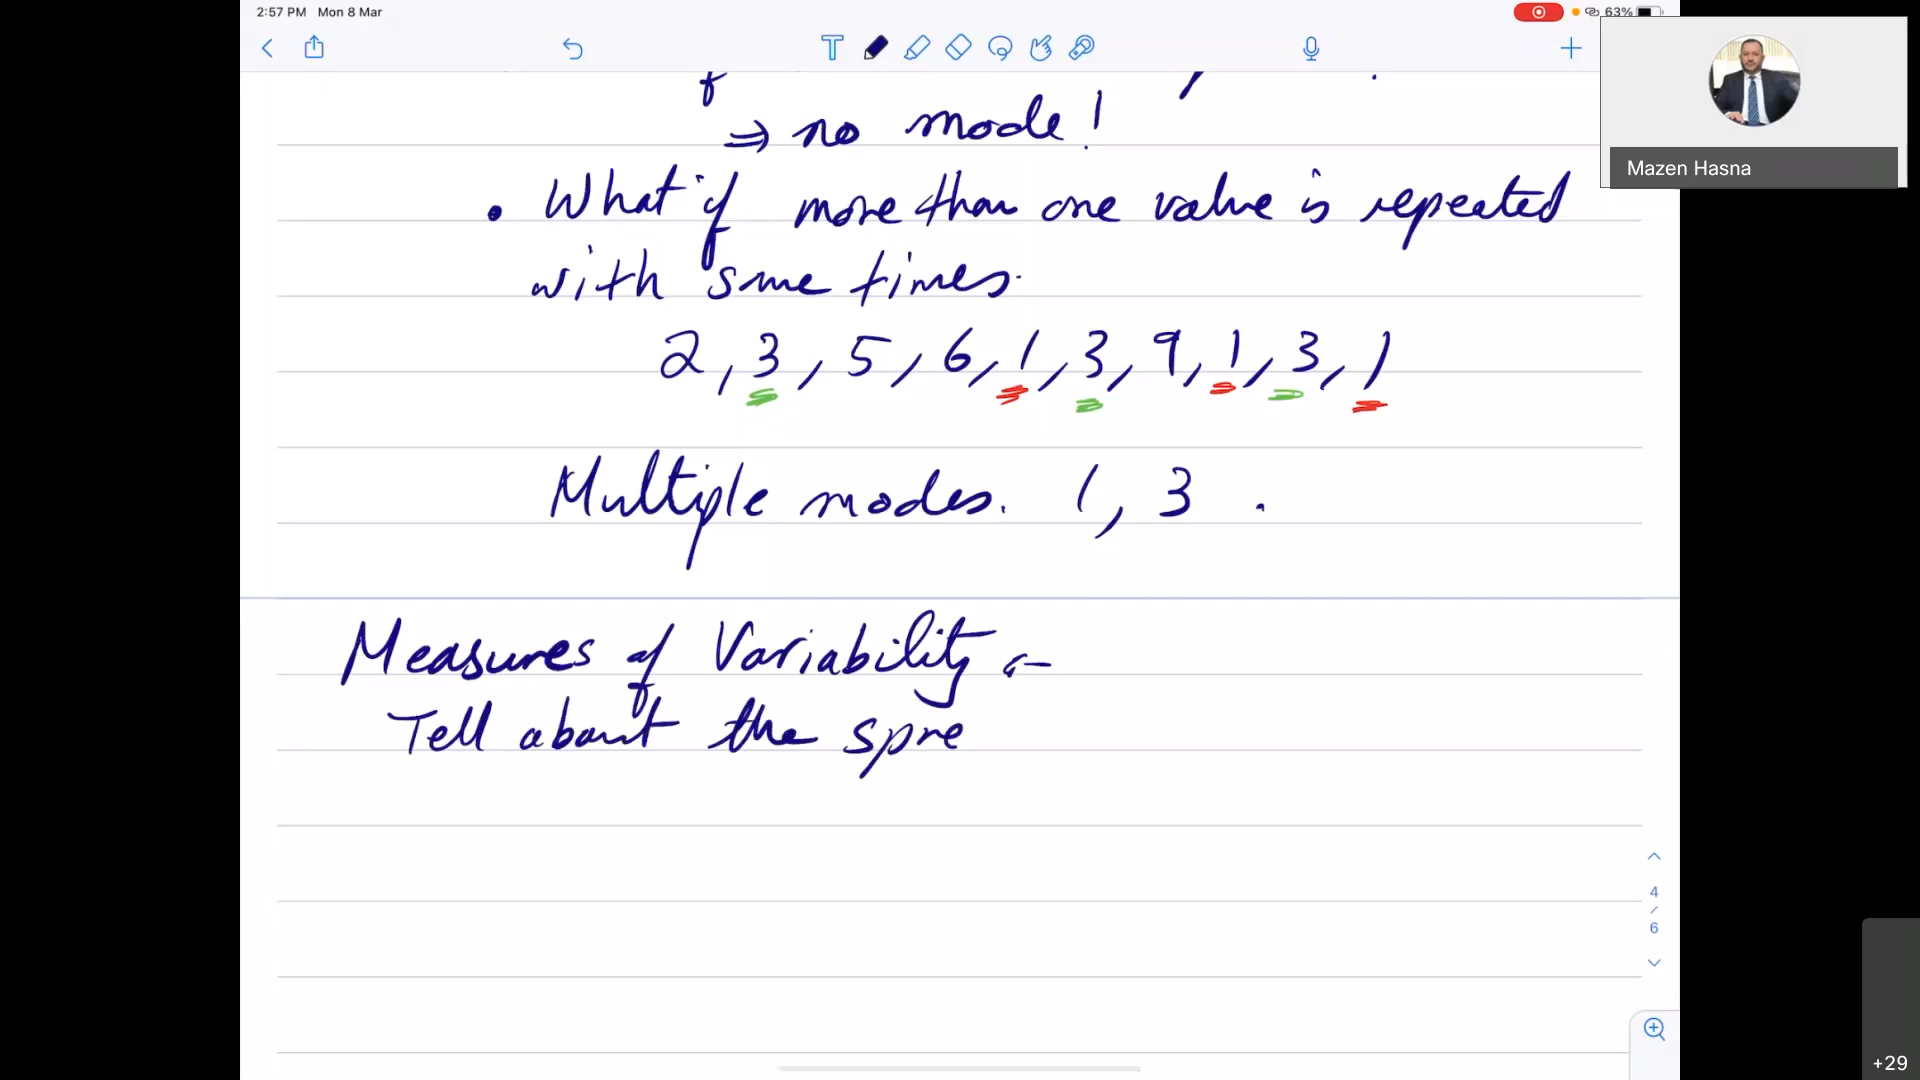 2:57 PM Mon 8 Mar
63%
Mazen Hasna
⇒ no mode!
• What if more than one value is repeated
with same times.
2, 3, 5, 6, 1, 3, 9, 1, 3, 1
Multiple modes. 1, 3 .
Measures of Variability :-
Tell about the spre
4
/
6
+29